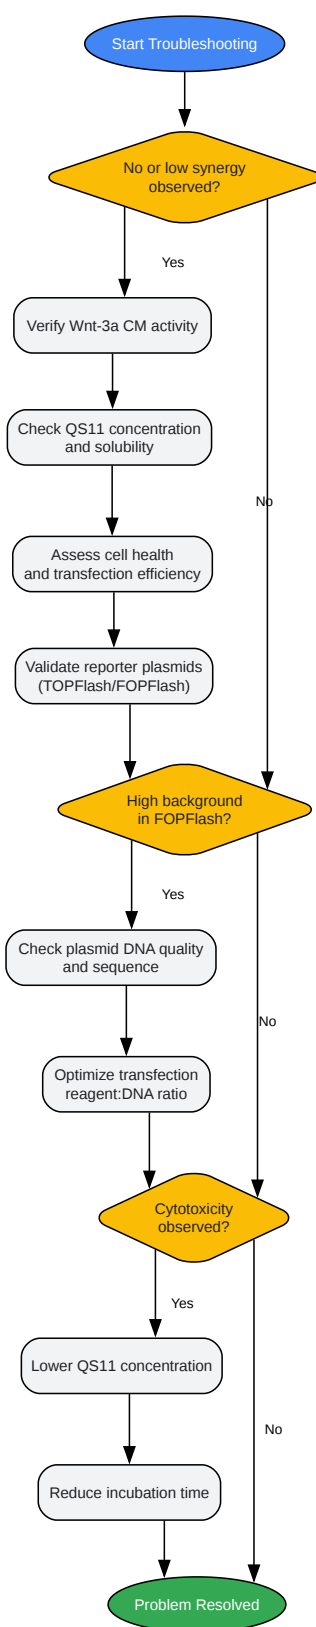 Start Troubleshooting
No or low synergy
observed?
Yes
Verify Wnt-3a CM activity
Check QS11 concentration
and solubility
No
Assess cell health
and transfection efficiency
Validate reporter plasmids
(TOPFlash/FOPFlash)
High background
in FOPFlash?
Yes
Check plasmid DNA quality
and sequence
No
Optimize transfection
reagent:DNA ratio
Cytotoxicity
observed?
Yes
Lower QS11 concentration
No
Reduce incubation time
Problem Resolved